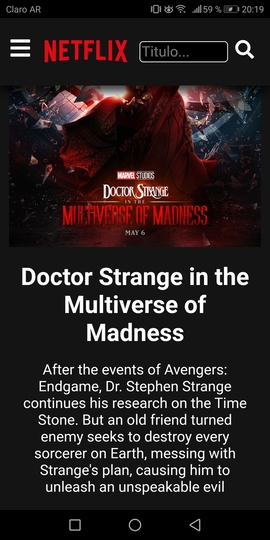 Claro AR
59 %
20:19
NETFLIX
Titulo...
MARVEL STUDIOS
DOCTOR STRANGE
IN THE
MULTIVERSE OF MADNESS
MAY 6
Doctor Strange in the
Multiverse of
Madness
After the events of Avengers:
Endgame, Dr. Stephen Strange
continues his research on the Time
Stone. But an old friend turned
enemy seeks to destroy every
sorcerer on Earth, messing with
Strange's plan, causing him to
unleash an unspeakable evil